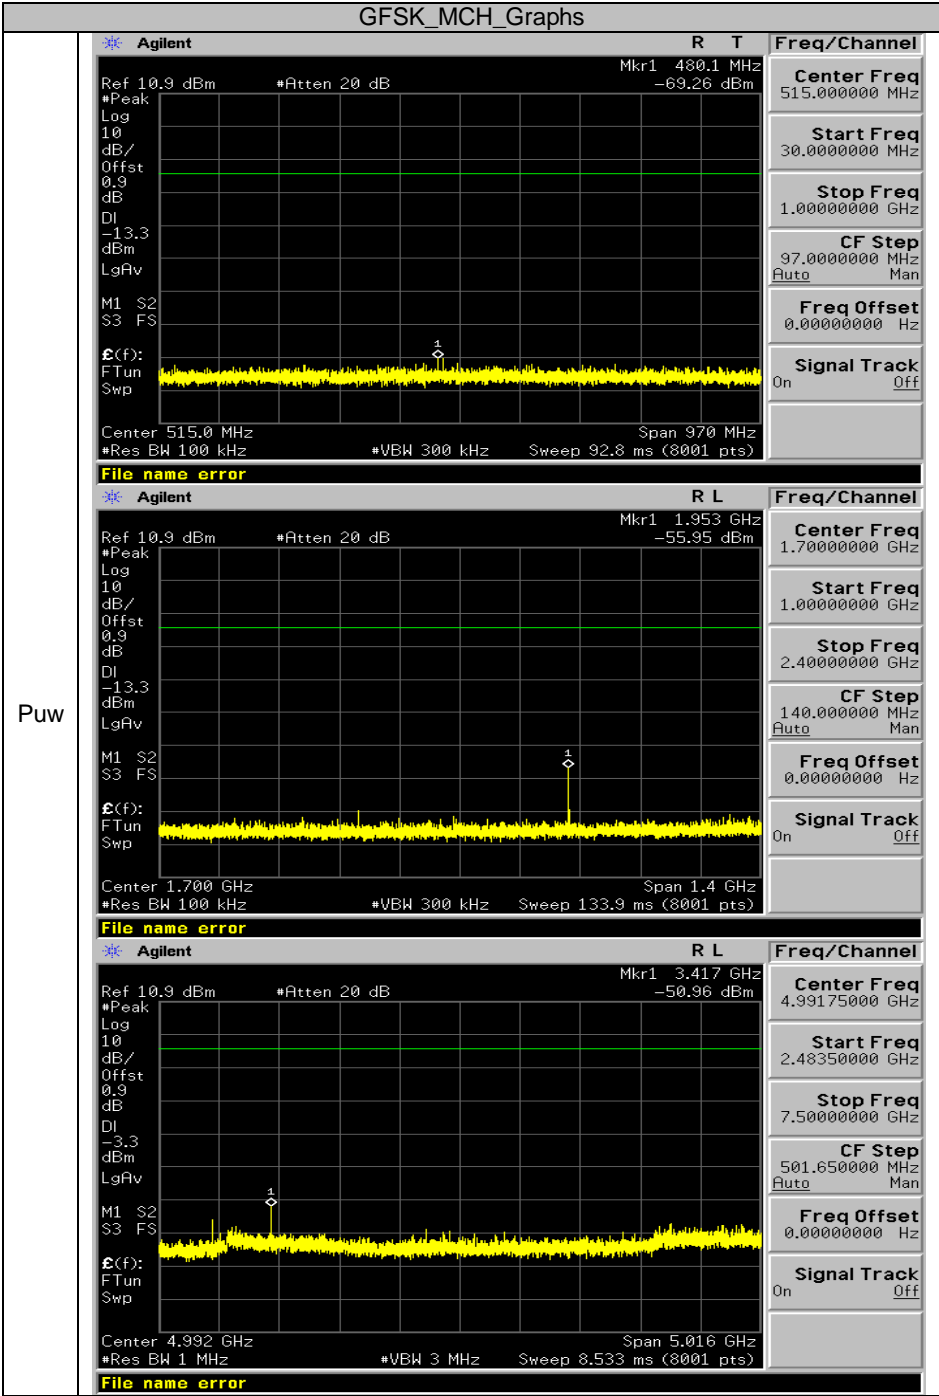 GFSK_MCH_Graphs
Puw
Agilent R T Freq/Channel
Mkr1 480.1 MHz
Ref 10.9 dBm #Atten 20 dB -69.26 dBm
#Peak
Log
10
dB/
Offst
0.9
dB
DI
-13.3
dBm
LgAv
M1 S2
S3 FS
£(f):
FTun
Swp
1
Center 515.0 MHz Span 970 MHz
#Res BW 100 kHz #VBW 300 kHz Sweep 92.8 ms (8001 pts)
Center Freq
515.000000 MHz
Start Freq
30.0000000 MHz
Stop Freq
1.00000000 GHz
CF Step
97.0000000 MHz
Auto Man
Freq Offset
0.00000000 Hz
Signal Track
On Off
File name error
Agilent R L Freq/Channel
Mkr1 1.953 GHz
Ref 10.9 dBm #Atten 20 dB -55.95 dBm
#Peak
Log
10
dB/
Offst
0.9
dB
DI
-13.3
dBm
LgAv
M1 S2
S3 FS
£(f):
FTun
Swp
1
Center 1.700 GHz Span 1.4 GHz
#Res BW 100 kHz #VBW 300 kHz Sweep 133.9 ms (8001 pts)
Center Freq
1.70000000 GHz
Start Freq
1.00000000 GHz
Stop Freq
2.40000000 GHz
CF Step
140.000000 MHz
Auto Man
Freq Offset
0.00000000 Hz
Signal Track
On Off
File name error
Agilent R L Freq/Channel
Mkr1 3.417 GHz
Ref 10.9 dBm #Atten 20 dB -50.96 dBm
#Peak
Log
10
dB/
Offst
0.9
dB
DI
-3.3
dBm
LgAv
M1 S2
S3 FS
£(f):
FTun
Swp
1
Center 4.992 GHz Span 5.016 GHz
#Res BW 1 MHz #VBW 3 MHz Sweep 8.533 ms (8001 pts)
Center Freq
4.99175000 GHz
Start Freq
2.48350000 GHz
Stop Freq
7.50000000 GHz
CF Step
501.650000 MHz
Auto Man
Freq Offset
0.00000000 Hz
Signal Track
On Off
File name error